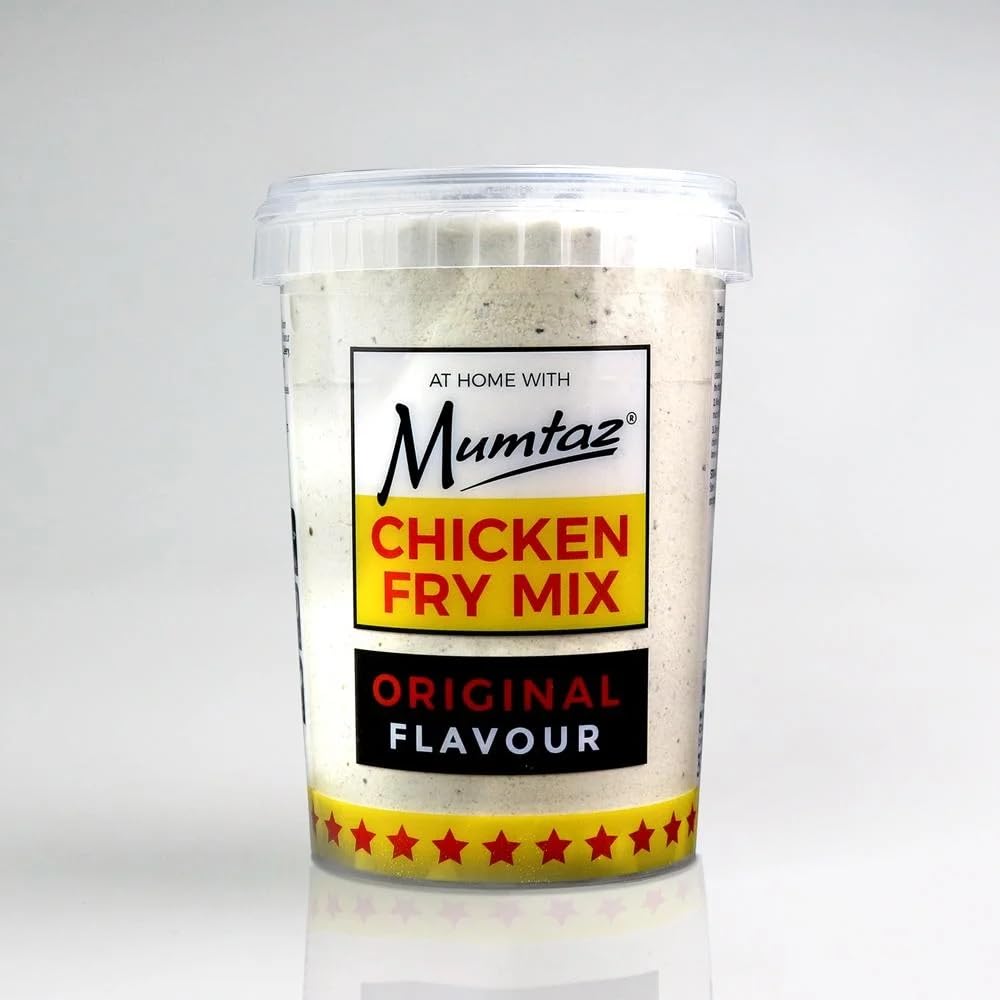 AT HOME WITH
Mumtaz®
CHICKEN
FRY MIX
ORIGINAL
FLAVOUR